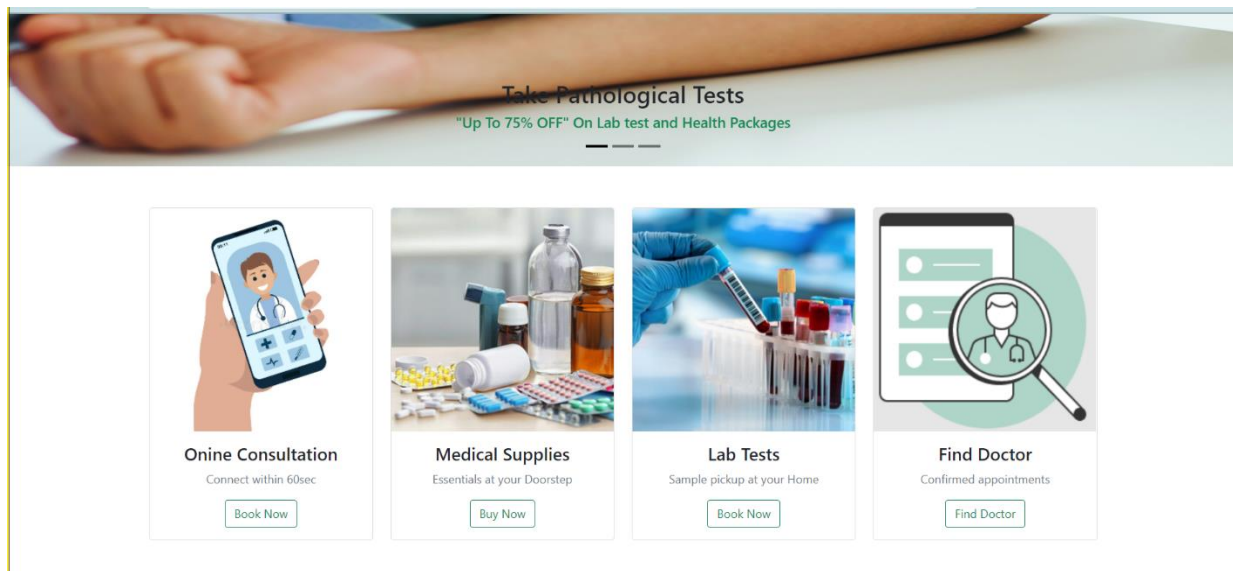 Take Pathological Tests
"Up To 75% OFF" On Lab test and Health Packages
Onine Consultation
Connect within 60sec
Book Now
Medical Supplies
Essentials at your Doorstep
Buy Now
Lab Tests
Sample pickup at your Home
Book Now
Find Doctor
Confirmed appointments
Find Doctor